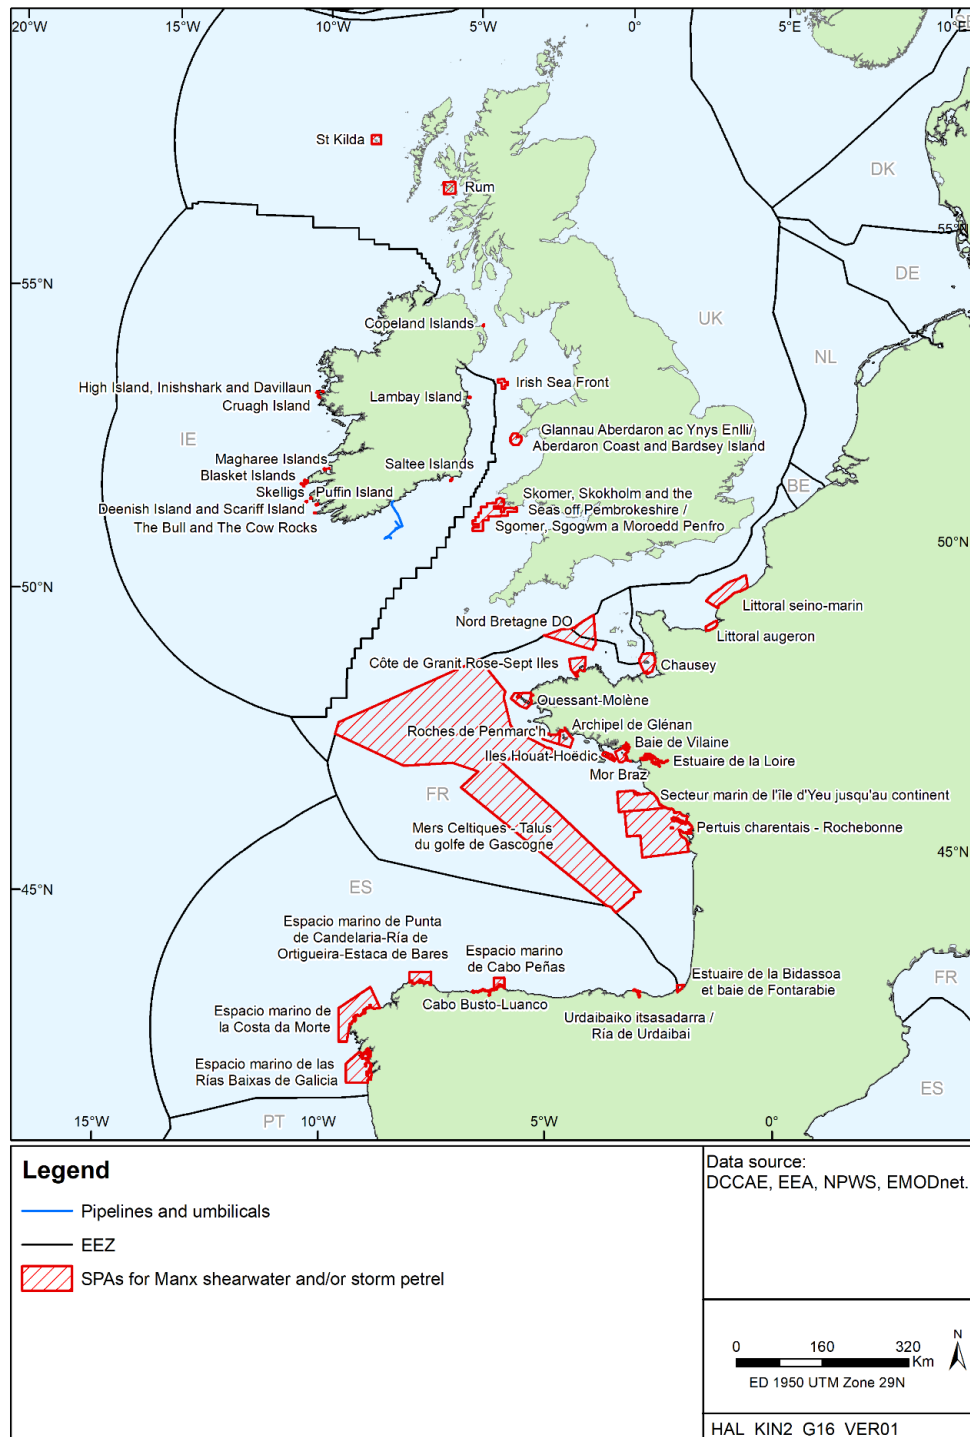 20°W 15°W 10°W 5°W 0° 5°E 10°E
SE
St Kilda
Rum
DK
55°N
DE
55°N
UK
Copeland Islands
NL
High Island, Inishshark and Davillaun
Cruagh Island
Lambay Island
Irish Sea Front
IE
Glannau Aberdaron ac Ynys Enlli/
Aberdaron Coast and Bardsey Island
Magharee Islands
Blasket Islands
Skelligs
Puffin Island
Deenish Island and Scariff Island
The Bull and The Cow Rocks
Saltee Islands
BE
Skomer, Skokholm and the
Seas off Pembrokeshire /
Sgomer, Sgogwm a Moroedd Penfro
50°N
50°N
Littoral seino-marin
Nord Bretagne DO
Littoral augeron
Côte de Granit Rose-Sept Iles
Chausey
Ouessant-Molène
Archipel de Glénan
Roches de Penmarc'h
Baie de Vilaine
Iles Houat-Hoëdic
Estuaire de la Loire
Mor Braz
FR
Secteur marin de l'île d'Yeu jusqu'au continent
Mers Celtiques - Talus
du golfe de Gascogne
Pertuis charentais - Rochebonne
45°N
45°N
ES
Espacio marino de Punta
de Candelaria-Ría de
Ortigueira-Estaca de Bares
Espacio marino
de Cabo Peñas
FR
Estuaire de la Bidassoa
et baie de Fontarabie
Espacio marino de
la Costa da Morte
Cabo Busto-Luanco
Urdaibaiko itsasadarra /
Ría de Urdaibai
Espacio marino de las
Rías Baixas de Galicia
ES
PT
15°W 10°W 5°W 0°
Legend
Pipelines and umbilicals
EEZ
SPAs for Manx shearwater and/or storm petrel
Data source:
DCCAE, EEA, NPWS, EMODnet.
0 160 320
Km
N
ED 1950 UTM Zone 29N
HAL_KIN2_G16_VER01